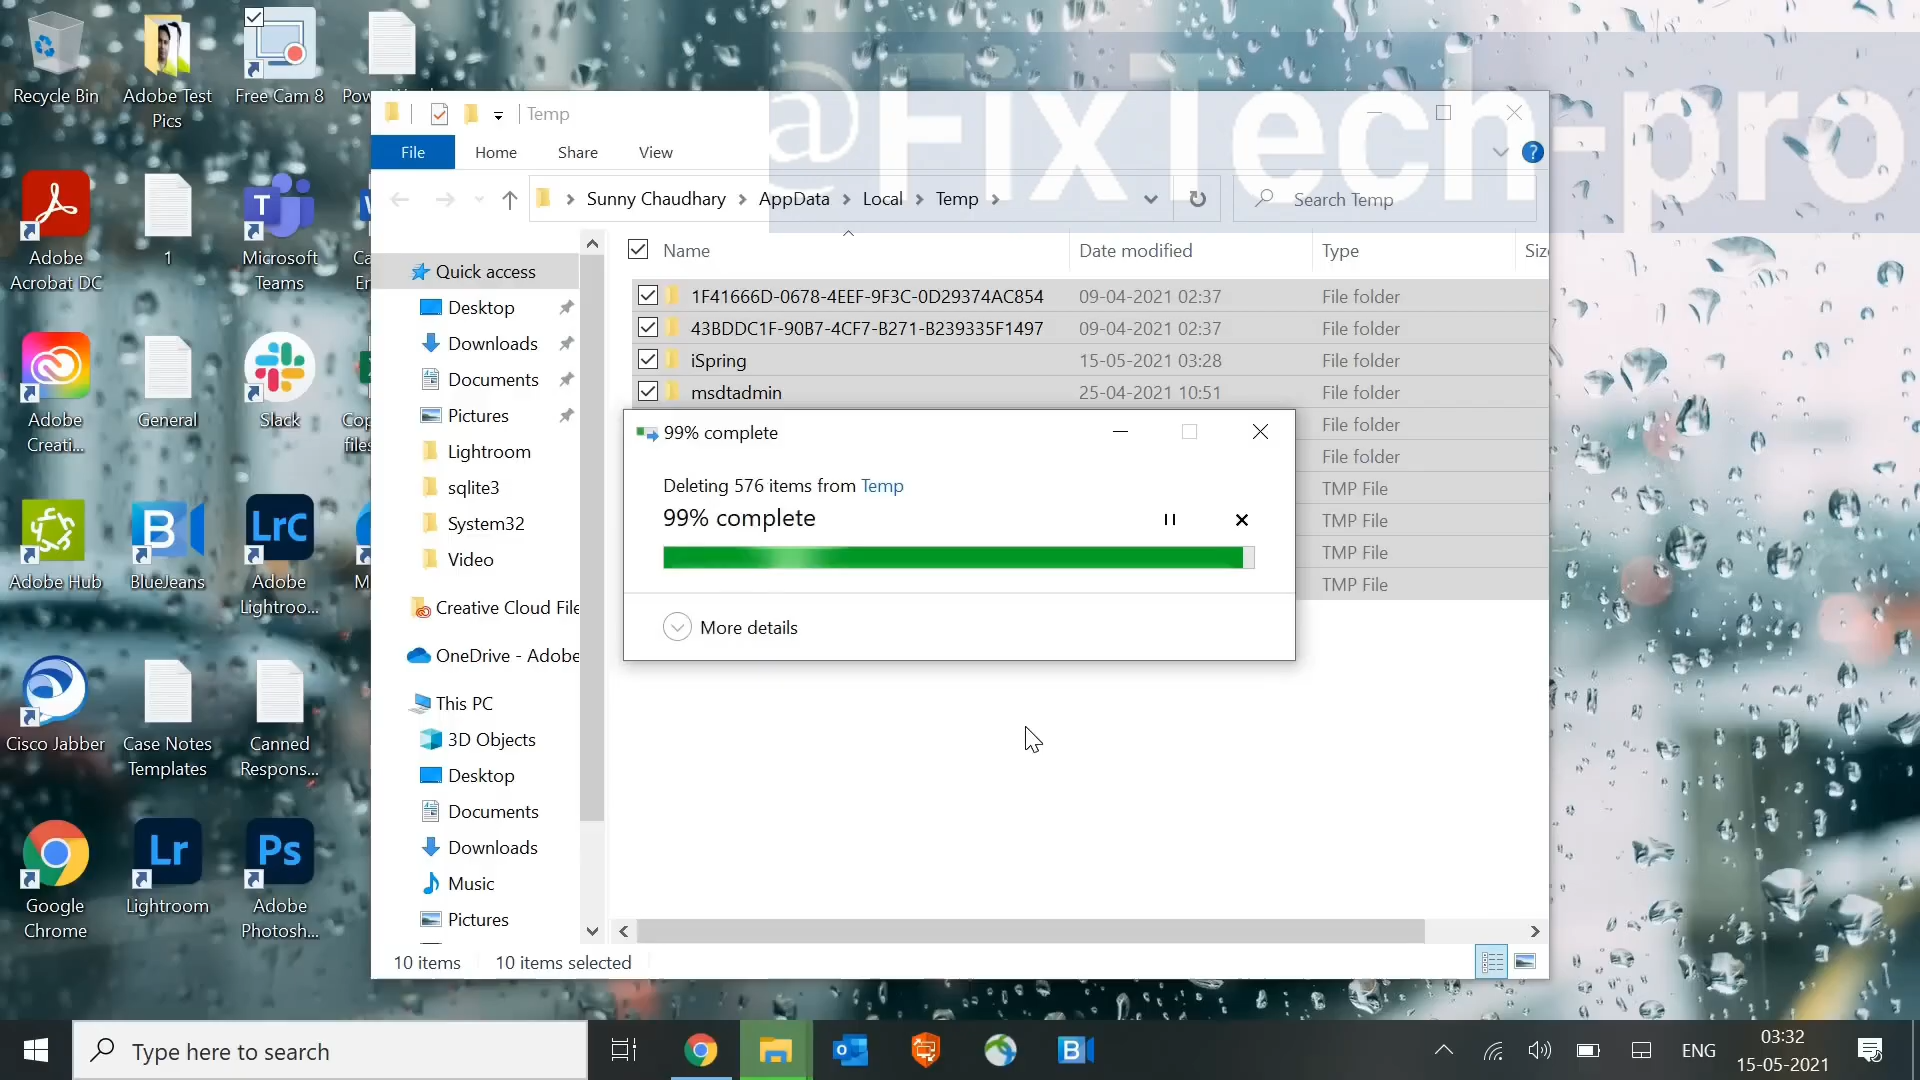 @FixTech-pro
Recycle Bin
Adobe Test
Pics
Free Cam 8
Adobe
Acrobat DC
1
Microsoft
Teams
Adobe
Creati...
General
Slack
Adobe Hub
BlueJeans
Adobe
Lightroo...
Cisco Jabber
Case Notes
Templates
Canned
Respons...
Google
Chrome
Lightroom
Adobe
Photosh...
Temp
File
Home
Share
View
Sunny Chaudhary
AppData
Local
Temp
Search Temp
Name
Date modified
Type
Quick access
Desktop
Downloads
Documents
Pictures
Lightroom
sqlite3
System32
Video
Creative Cloud File
OneDrive - Adobe
This PC
3D Objects
Desktop
Documents
Downloads
Music
Pictures
1F41666D-0678-4EEF-9F3C-0D29374AC854 09-04-2021 02:37 File folder
43BDDC1F-90B7-4CF7-B271-B239335F1497 09-04-2021 02:37 File folder
iSpring 15-05-2021 03:28 File folder
msdtadmin 25-04-2021 10:51 File folder
File folder
File folder
TMP File
TMP File
TMP File
TMP File
99% complete
Deleting 576 items from Temp
99% complete
More details
10 items
10 items selected
Type here to search
ENG
03:32
15-05-2021